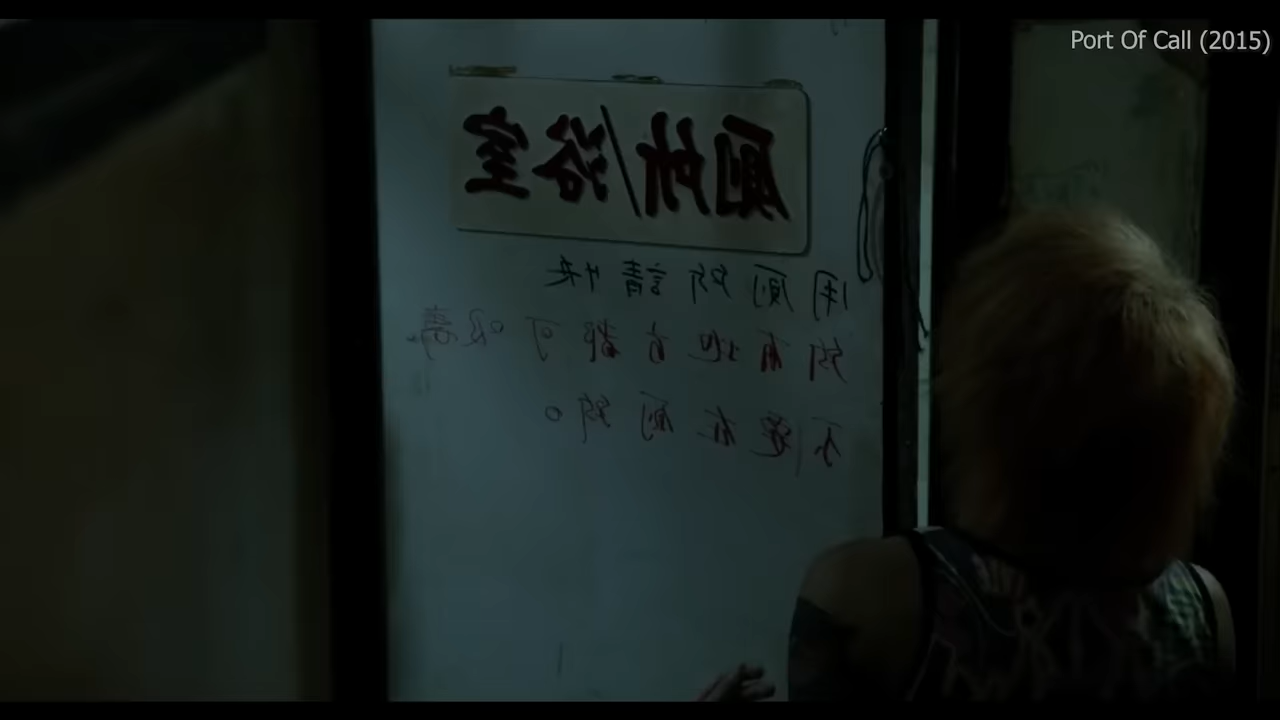 Port Of Call (2015)
廁所/浴室
用廁所請快
所有地方都可吸毒。
不要在廁所。